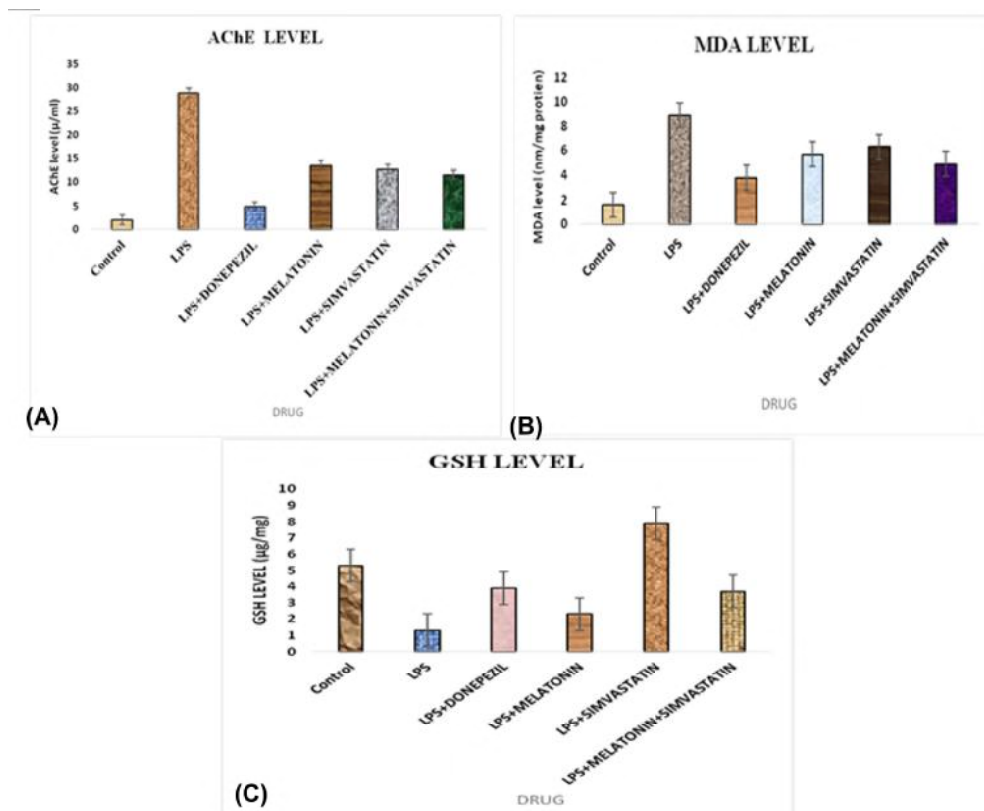 AChE LEVEL
AChE level (µ/ml)
35
30
25
20
15
10
5
0
Control
LPS
LPS+DONEPEZIL
LPS+MELATONIN
LPS+SIMVASTATIN
LPS+MELATONIN+SIMVASTATIN
DRUG
(A)
MDA LEVEL
MDA level (nm/mg protien)
12
10
8
6
4
2
0
Control
LPS
LPS+DONEPEZIL
LPS+MELATONIN
LPS+SIMVASTATIN
LPS+MELATONIN+SIMVASTATIN
DRUG
(B)
GSH LEVEL
GSH LEVEL (µg/mg)
10
9
8
7
6
5
4
3
2
1
0
Control
LPS
LPS+DONEPEZIL
LPS+MELATONIN
LPS+SIMVASTATIN
LPS+MELATONIN+SIMVASTATIN
DRUG
(C)